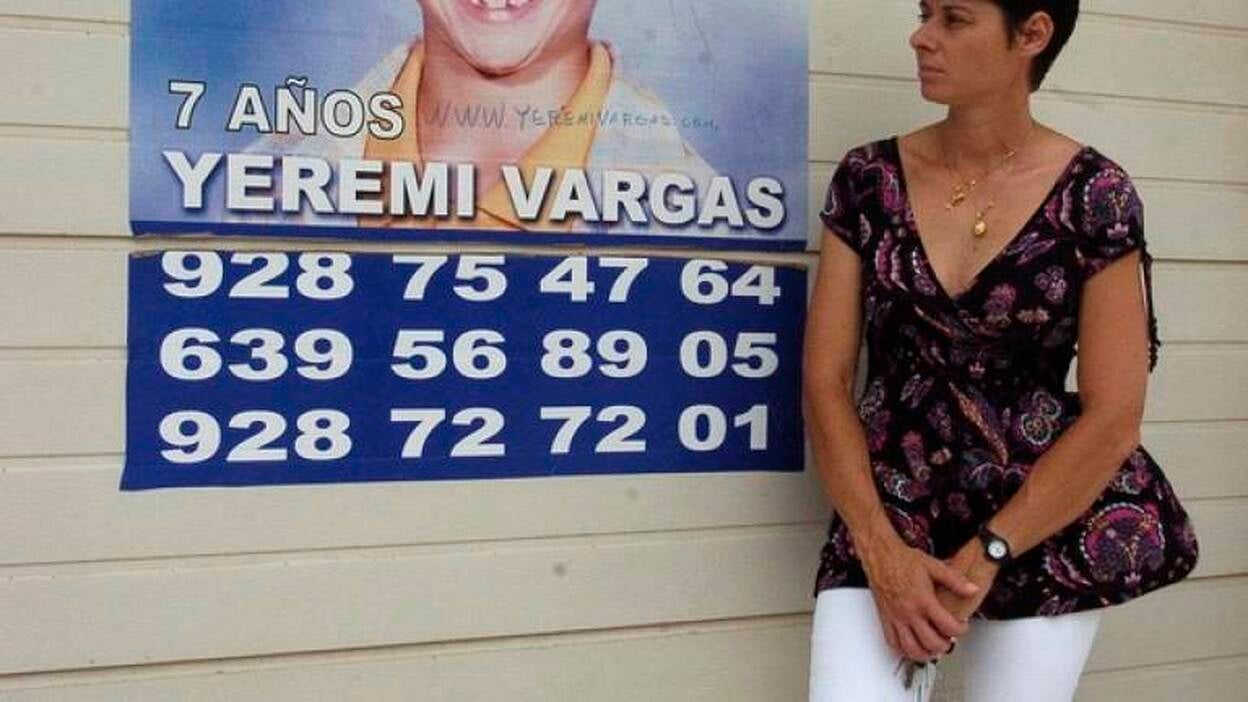 7 AÑOS
WWW.YEREMIVARGAS.COM.
YEREMI VARGAS
928 75 47 64
639 56 89 05
928 72 72 01